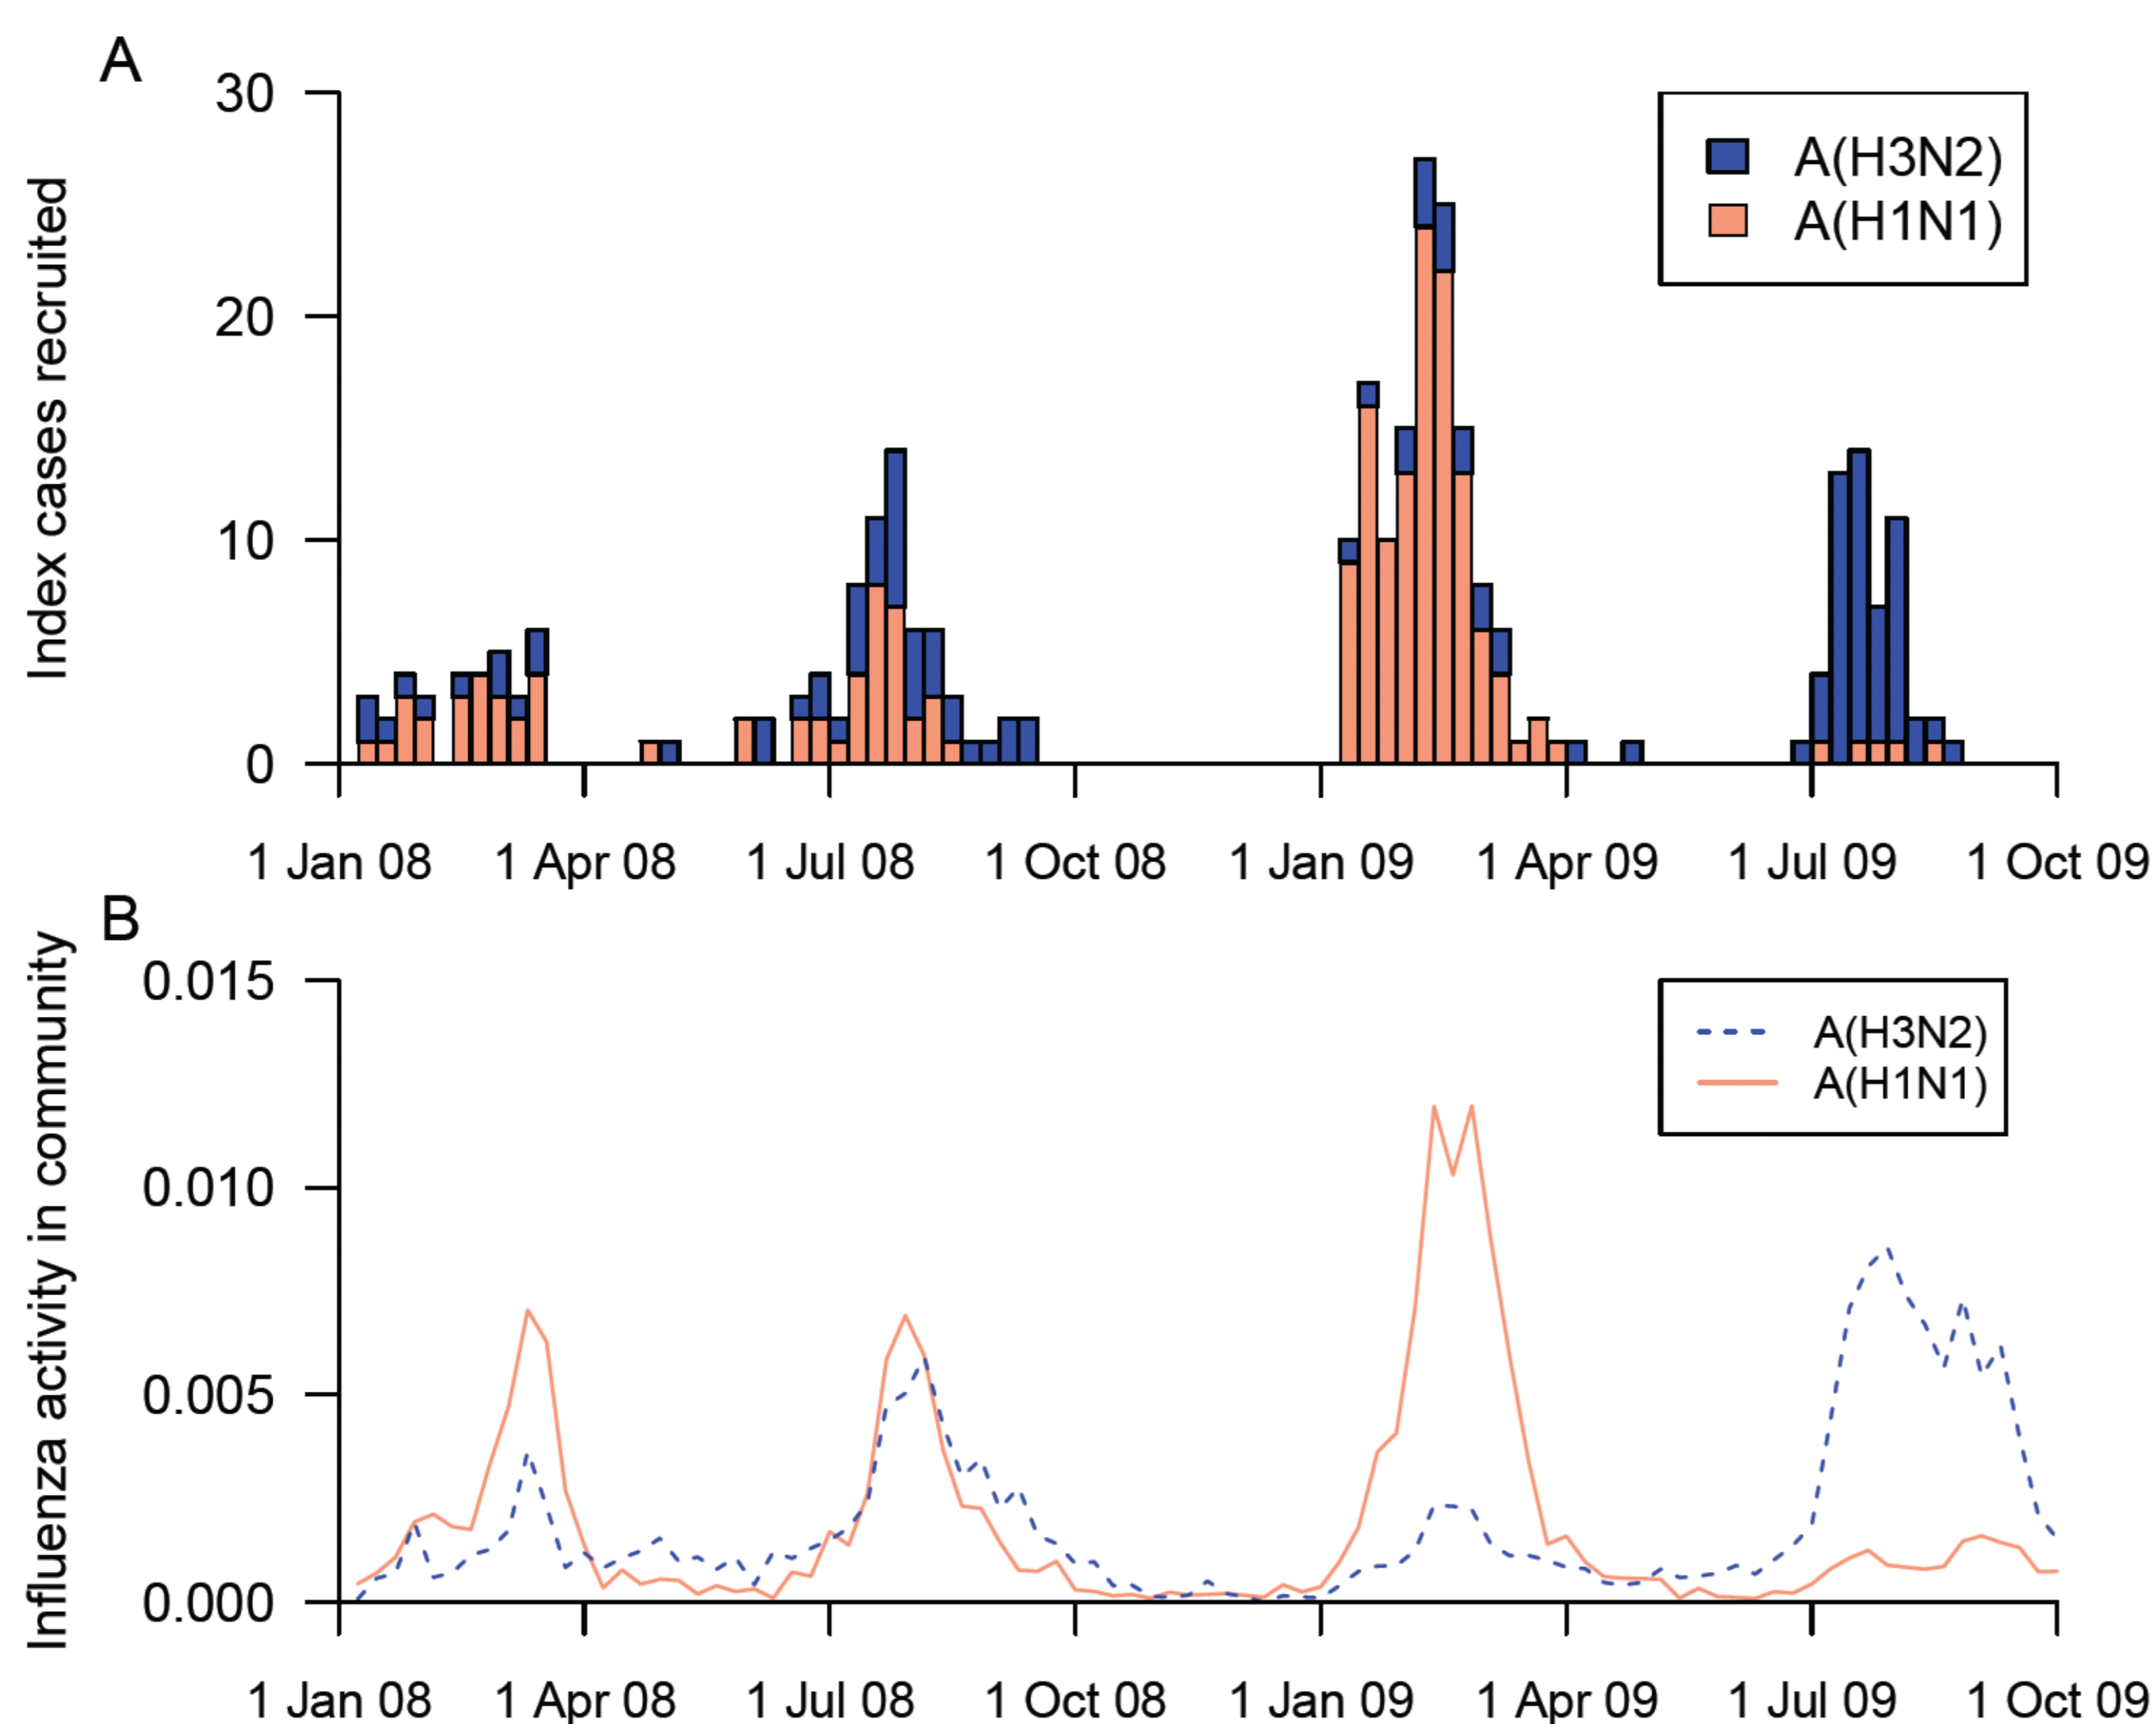 A
Index cases recruited
30
20
10
0
A(H3N2)
A(H1N1)
1 Jan 08 1 Apr 08 1 Jul 08 1 Oct 08 1 Jan 09 1 Apr 09 1 Jul 09 1 Oct 09
B
Influenza activity in community
0.015
0.010
0.005
0.000
A(H3N2)
A(H1N1)
1 Jan 08 1 Apr 08 1 Jul 08 1 Oct 08 1 Jan 09 1 Apr 09 1 Jul 09 1 Oct 09